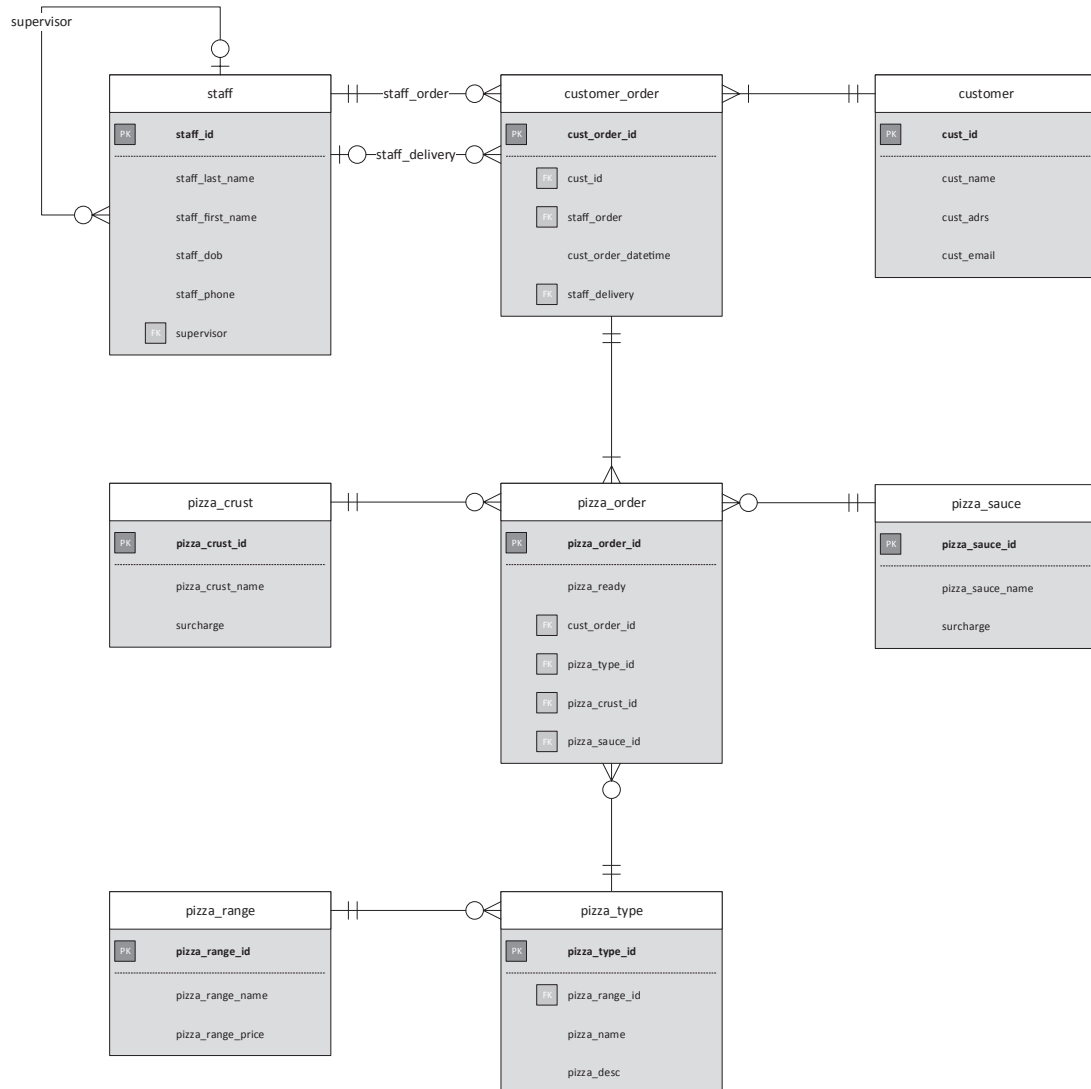 supervisor
staff
PK staff_id
staff_last_name
staff_first_name
staff_dob
staff_phone
FK supervisor
staff_order
staff_delivery
customer_order
PK cust_order_id
FK cust_id
FK staff_order
cust_order_datetime
FK staff_delivery
customer
PK cust_id
cust_name
cust_adrs
cust_email
pizza_crust
PK pizza_crust_id
pizza_crust_name
surcharge
pizza_order
PK pizza_order_id
pizza_ready
FK cust_order_id
FK pizza_type_id
FK pizza_crust_id
FK pizza_sauce_id
pizza_sauce
PK pizza_sauce_id
pizza_sauce_name
surcharge
pizza_range
PK pizza_range_id
pizza_range_name
pizza_range_price
pizza_type
PK pizza_type_id
FK pizza_range_id
pizza_name
pizza_desc